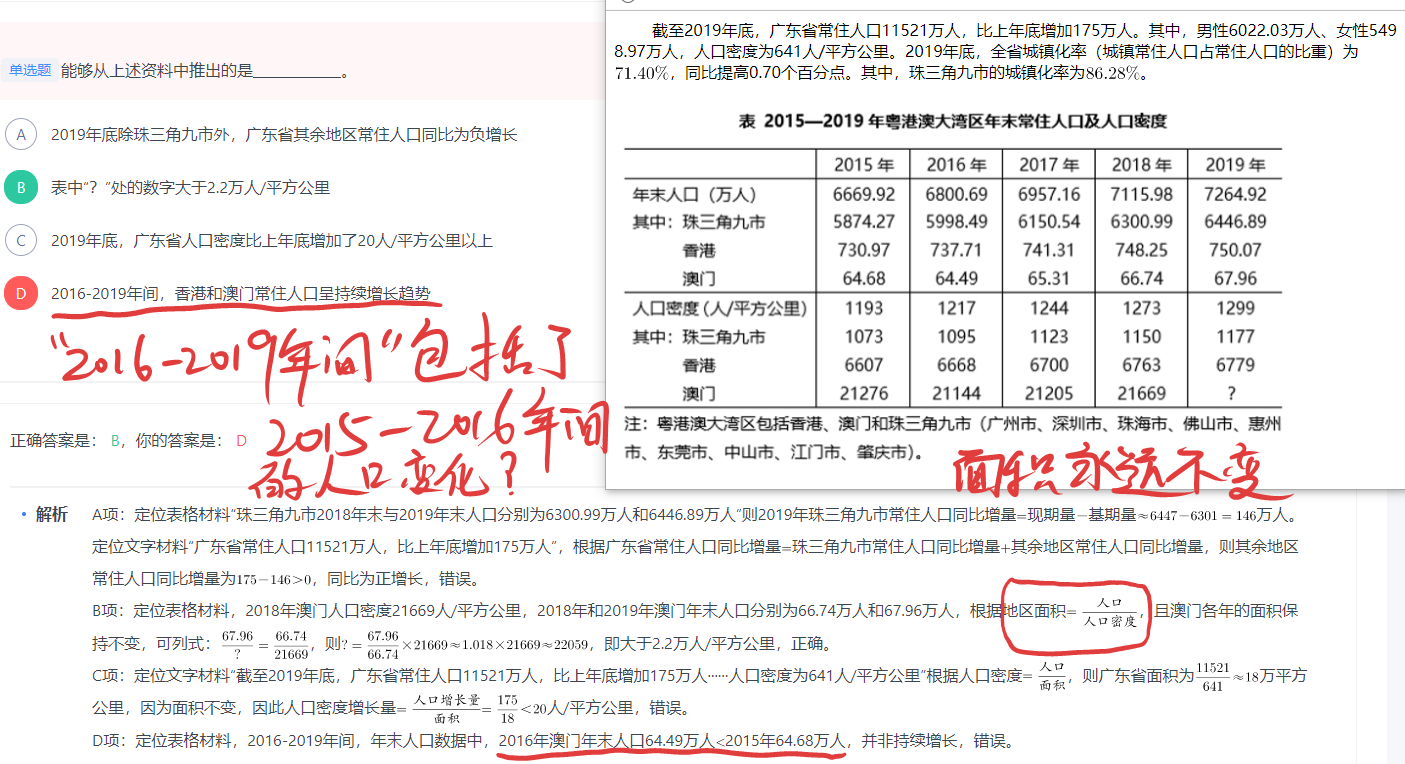 单选题 能够从上述资料中推出的是___________。
A 2019年底除珠三角九市外，广东省其余地区常住人口同比为负增长
B 表中“？”处的数字大于2.2万人/平方公里
C 2019年底，广东省人口密度比上年底增加了20人/平方公里以上
D 2016-2019年间，香港和澳门常住人口呈持续增长趋势
“2016-2019年间”包括了
2015-2016年间
的人口变化？
正确答案是： B，你的答案是： D
截至2019年底，广东省常住人口11521万人，比上年底增加175万人。其中，男性6022.03万人、女性549
8.97万人，人口密度为641人/平方公里。2019年底，全省城镇化率（城镇常住人口占常住人口的比重）为
71.40%，同比提高0.70个百分点。其中，珠三角九市的城镇化率为86.28%。
表 2015—2019 年粤港澳大湾区年末常住人口及人口密度
2015 年 2016 年 2017 年 2018 年 2019 年
年末人口（万人） 6669.92 6800.69 6957.16 7115.98 7264.92
其中：珠三角九市 5874.27 5998.49 6150.54 6300.99 6446.89
香港 730.97 737.71 741.31 748.25 750.07
澳门 64.68 64.49 65.31 66.74 67.96
人口密度（人/平方公里） 1193 1217 1244 1273 1299
其中：珠三角九市 1073 1095 1123 1150 1177
香港 6607 6668 6700 6763 6779
澳门 21276 21144 21205 21669 ?
注：粤港澳大湾区包括香港、澳门和珠三角九市（广州市、深圳市、珠海市、佛山市、惠州
市、东莞市、中山市、江门市、肇庆市）。
面积永远不变
解析 A项：定位表格材料“珠三角九市2018年末与2019年末人口分别为6300.99万人和6446.89万人”则2019年珠三角九市常住人口同比增量=现期量−基期量≈6447−6301=146万人。
定位文字材料“广东省常住人口11521万人，比上年底增加175万人”，根据广东省常住人口同比增量=珠三角九市常住人口同比增量+其余地区常住人口同比增量，则其余地区
常住人口同比增量为175−146>0，同比为正增长，错误。
B项：定位表格材料，2018年澳门人口密度21669人/平方公里，2018年和2019年澳门年末人口分别为66.74万人和67.96万人，根据地区面积=人口/人口密度，且澳门各年的面积保
持不变，可列式：67.96/?=66.74/21669，则?=67.96/66.74×21669≈1.018×21669≈22059，即大于2.2万人/平方公里，正确。
C项：定位文字材料“截至2019年底，广东省常住人口11521万人，比上年底增加175万人……人口密度为641人/平方公里”根据人口密度=人口/面积，则广东省面积为11521/641≈18万平方
公里，因为面积不变，因此人口密度增长量=人口增长量/面积=175/18<20人/平方公里，错误。
D项：定位表格材料，2016-2019年间，年末人口数据中，2016年澳门年末人口64.49万人<2015年64.68万人，并非持续增长，错误。